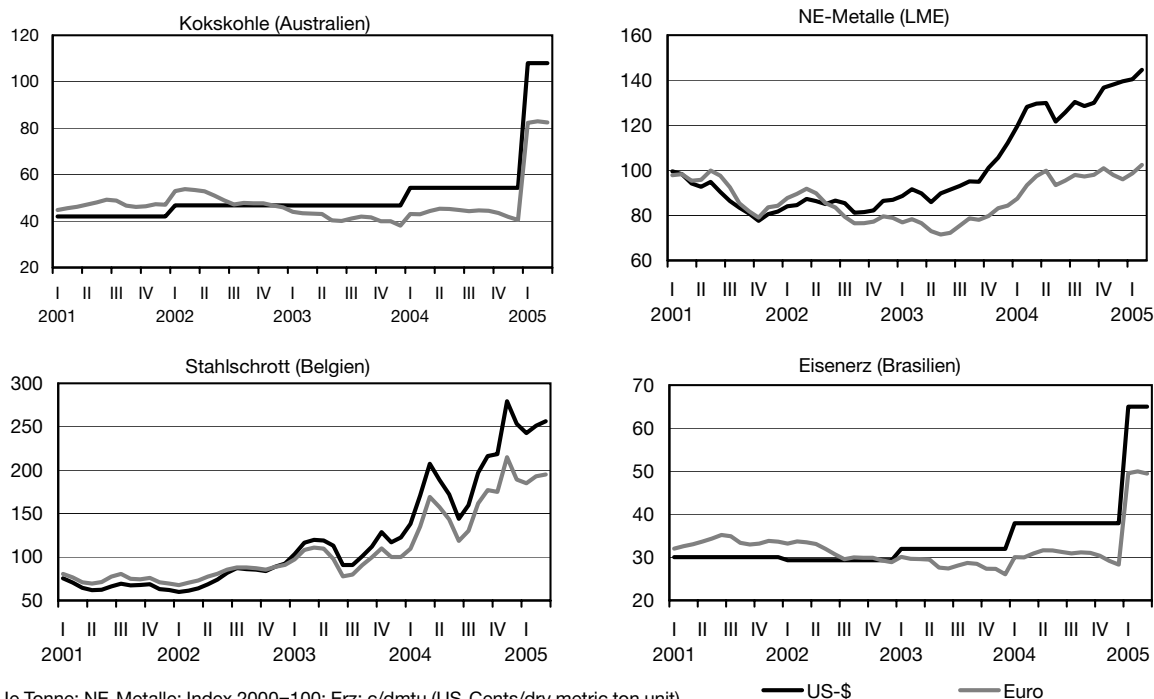 Kokskohle (Australien)
120
100
80
60
40
20
I II III IV I II III IV I II III IV I II III IV I
2001 2002 2003 2004 2005
NE-Metalle (LME)
160
140
120
100
80
60
I II III IV I II III IV I II III IV I II III IV I
2001 2002 2003 2004 2005
Stahlschrott (Belgien)
300
250
200
150
100
50
I II III IV I II III IV I II III IV I II III IV I
2001 2002 2003 2004 2005
Eisenerz (Brasilien)
70
60
50
40
30
20
I II III IV I II III IV I II III IV I II III IV I
2001 2002 2003 2004 2005
Je Tonne; NE-Metalle: Index 2000=100; Erz: c/dmtu (US-Cents/dry metric ton unit)
US-$ Euro